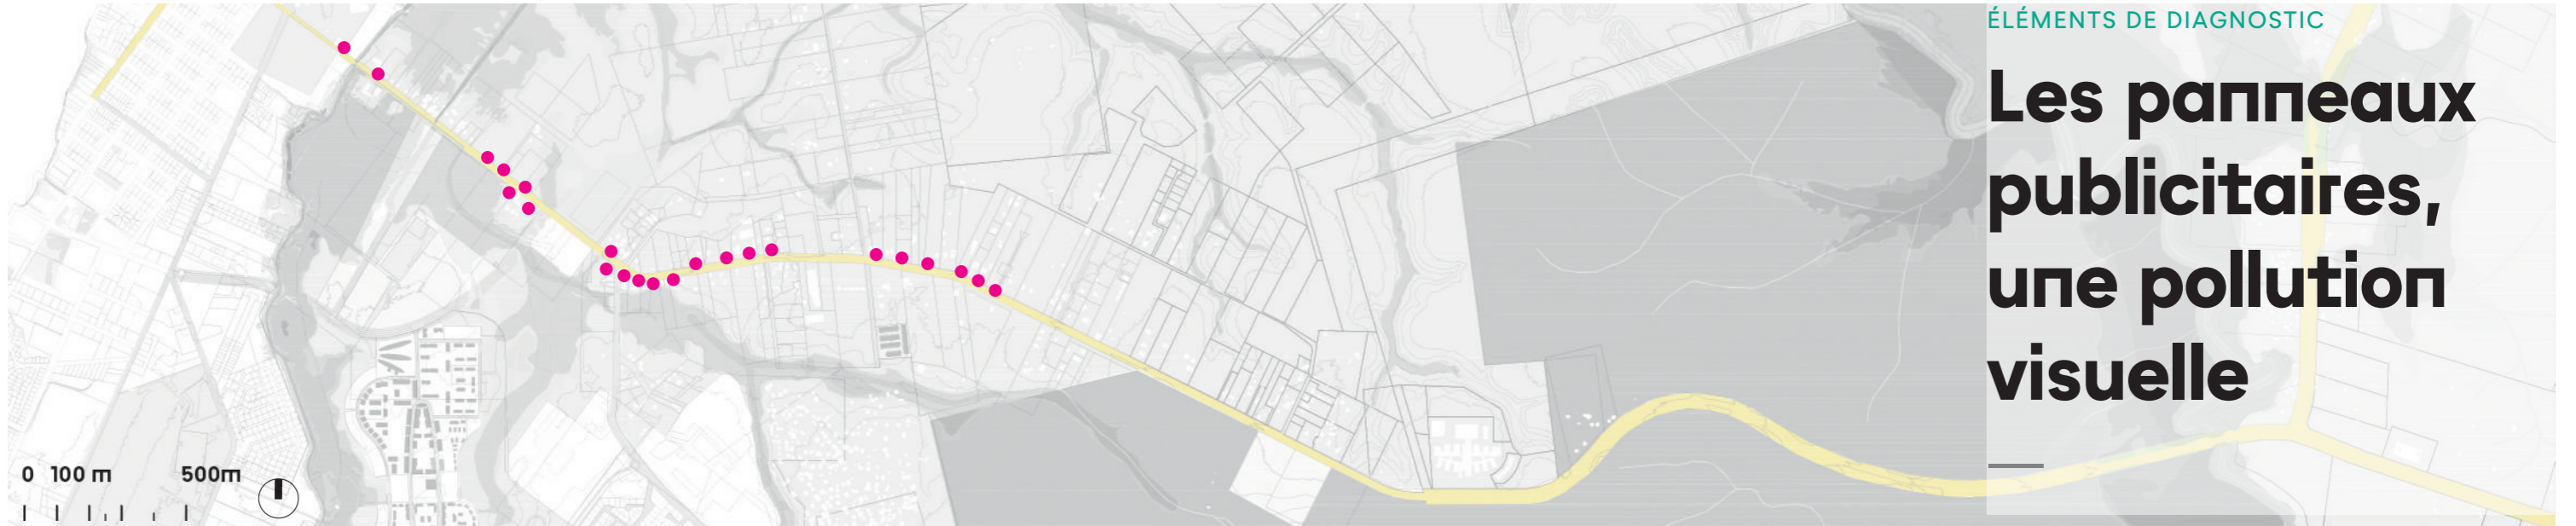 ÉLÉMENTS DE DIAGNOSTIC
Les panneaux
publicitaires,
une pollution
visuelle
0 100 m 500m